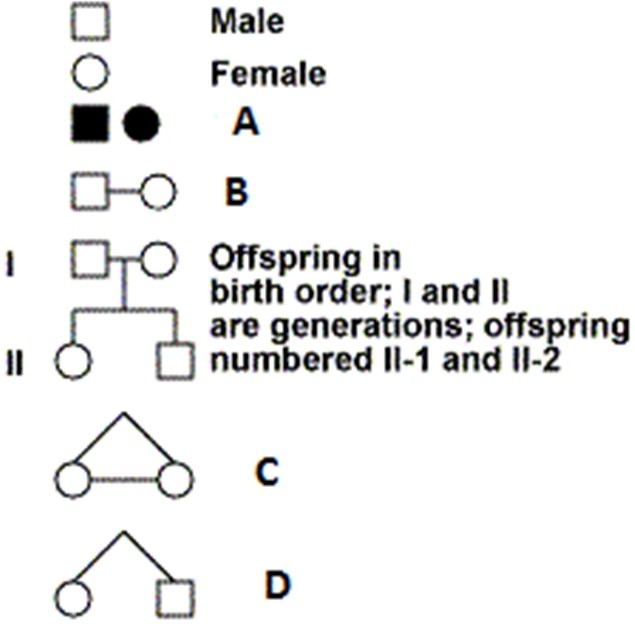 Male
Female
A
B
I
Offspring in
birth order; I and II
are generations; offspring
II
numbered II-1 and II-2
C
D